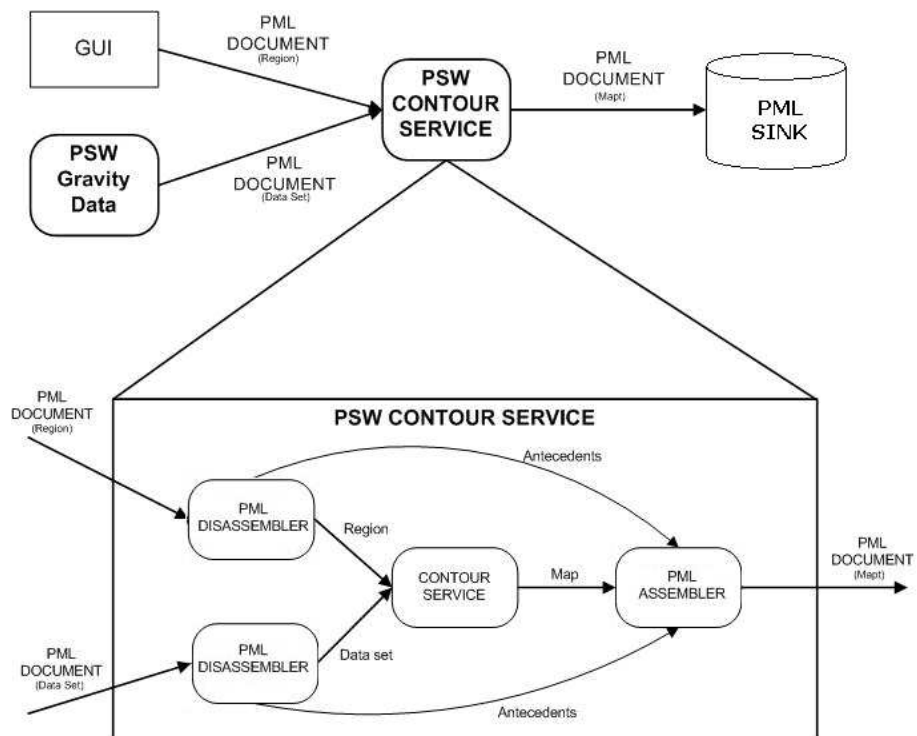 GUI
PML
DOCUMENT
(Region)
PSW
CONTOUR
SERVICE
PML
DOCUMENT
(Mapt)
PML
SINK
PSW
Gravity
Data
PML
DOCUMENT
(Data Set)
PML
DOCUMENT
(Region)
PSW CONTOUR SERVICE
Antecedents
PML
DISASSEMBLER
Region
CONTOUR
SERVICE
Map
PML
ASSEMBLER
PML
DOCUMENT
(Mapt)
PML
DOCUMENT
(Data Set)
PML
DISASSEMBLER
Data set
Antecedents